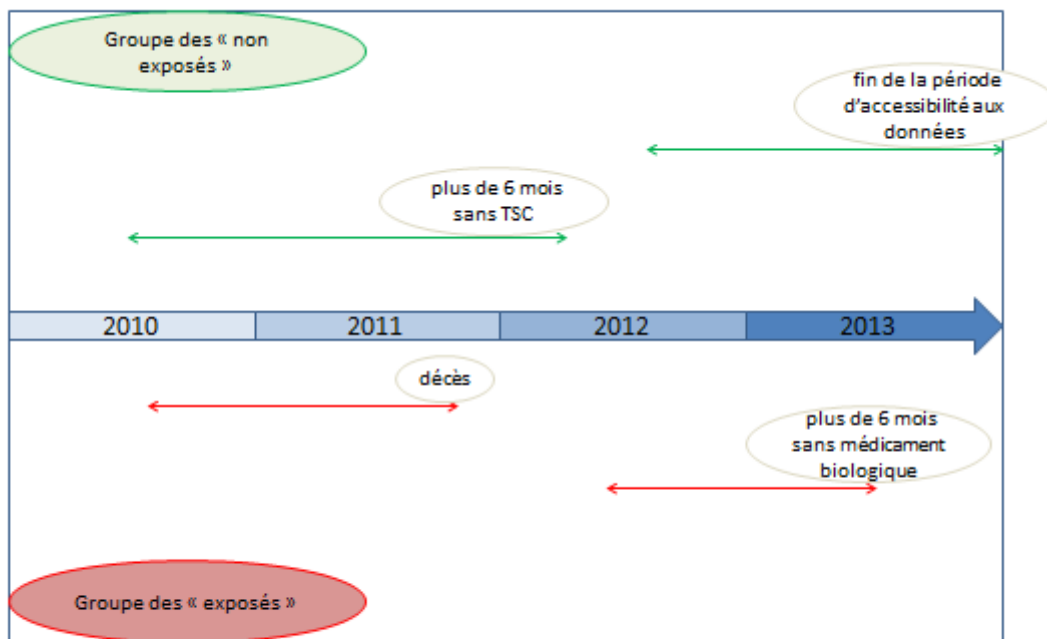 Groupe des « non
exposés »
fin de la période
d'accessibilité aux
données
plus de 6 mois
sans TSC
2010
2011
2012
2013
décès
plus de 6 mois
sans médicament
biologique
Groupe des « exposés »